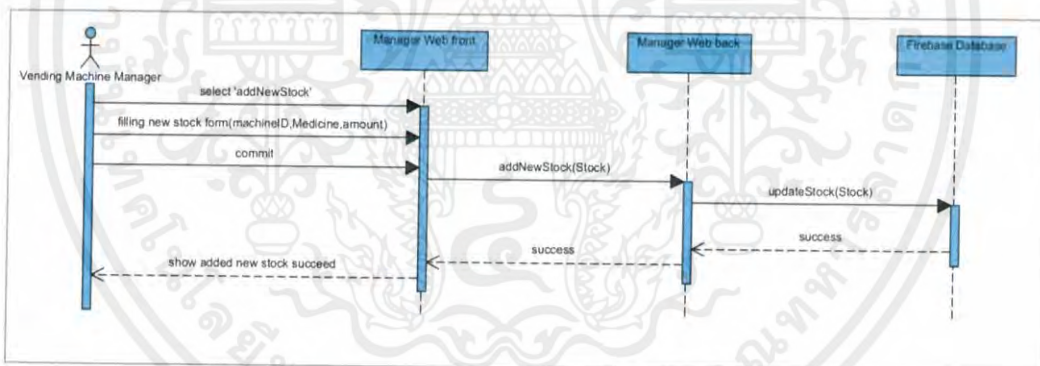 Manager Web front
Manager Web back
Firebase Database
Vending Machine Manager
select 'addNewStock'
filling new stock form(machineID,Medicine,amount)
commit
addNewStock(Stock)
updateStock(Stock)
success
success
show added new stock succeed